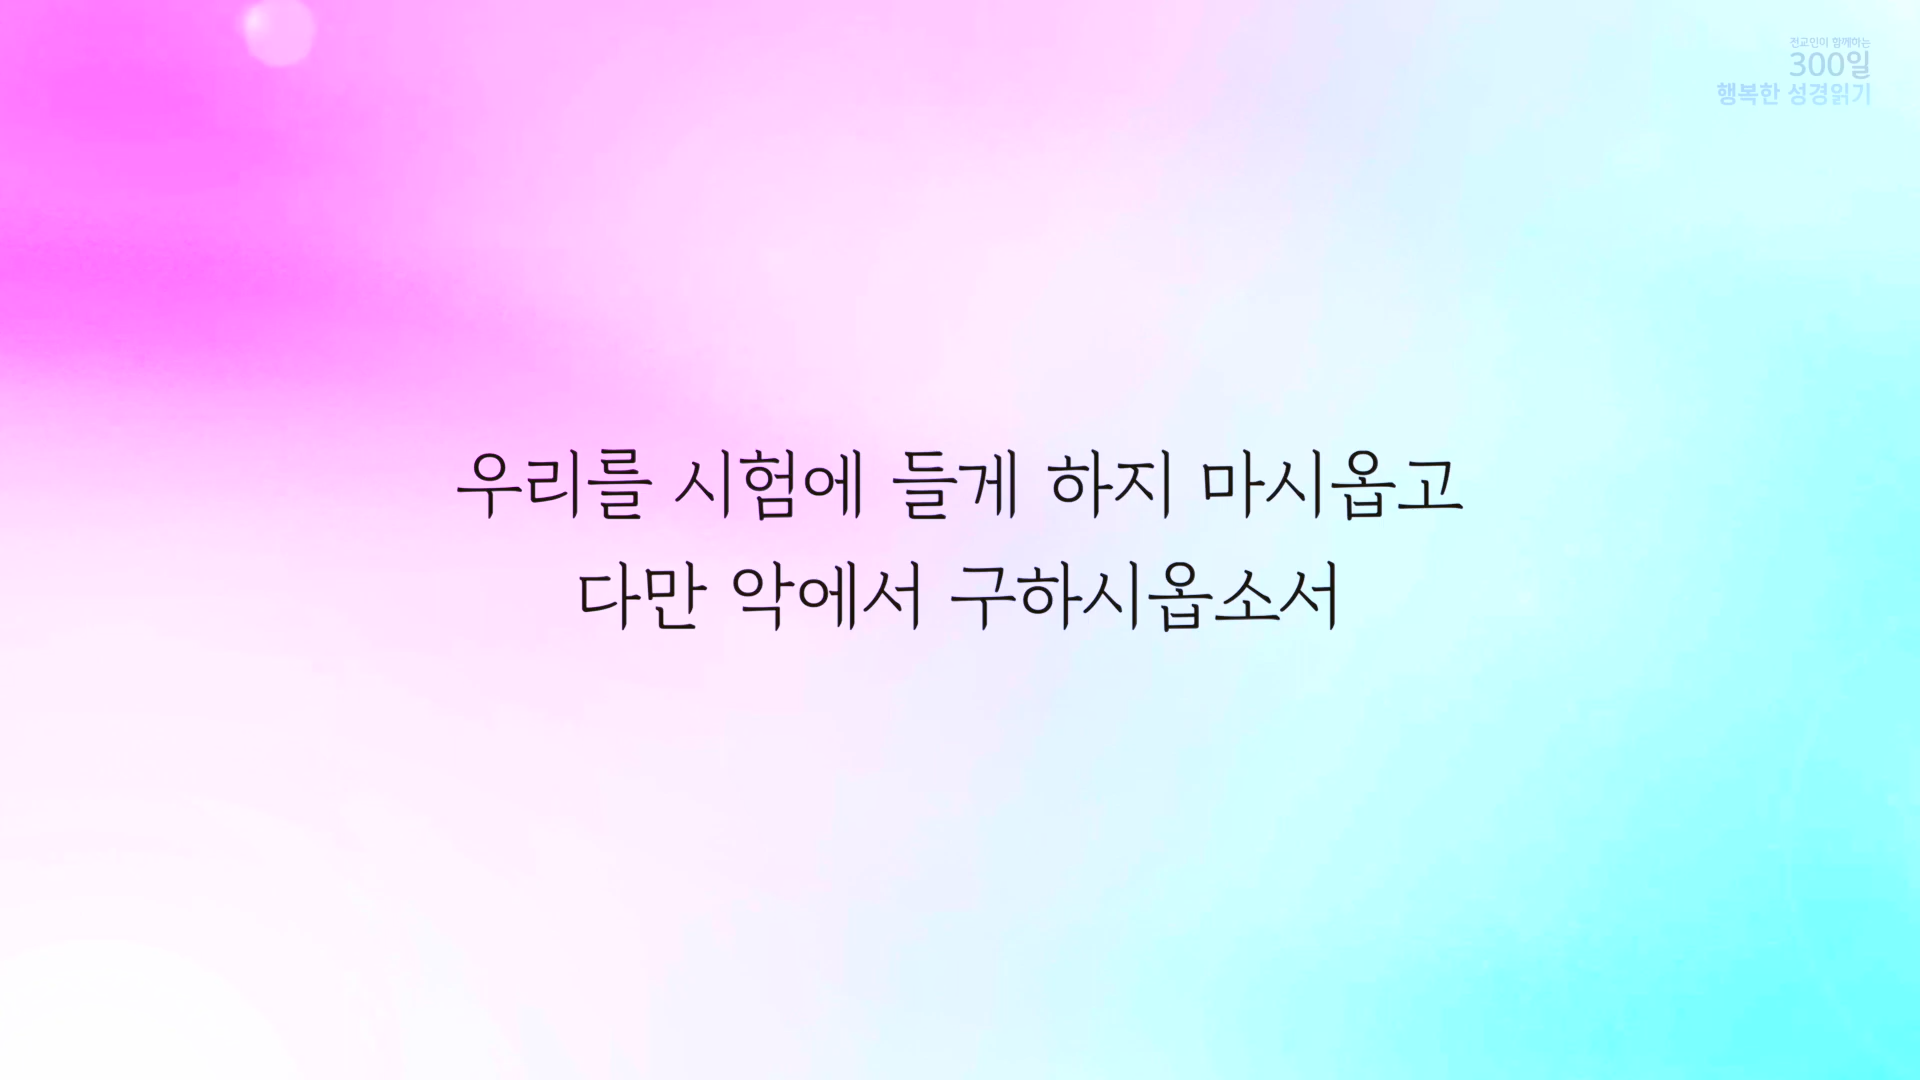 전교인이 함께하는
300일
행복한 성경읽기
우리를 시험에 들게 하지 마시옵고
다만 악에서 구하시옵소서